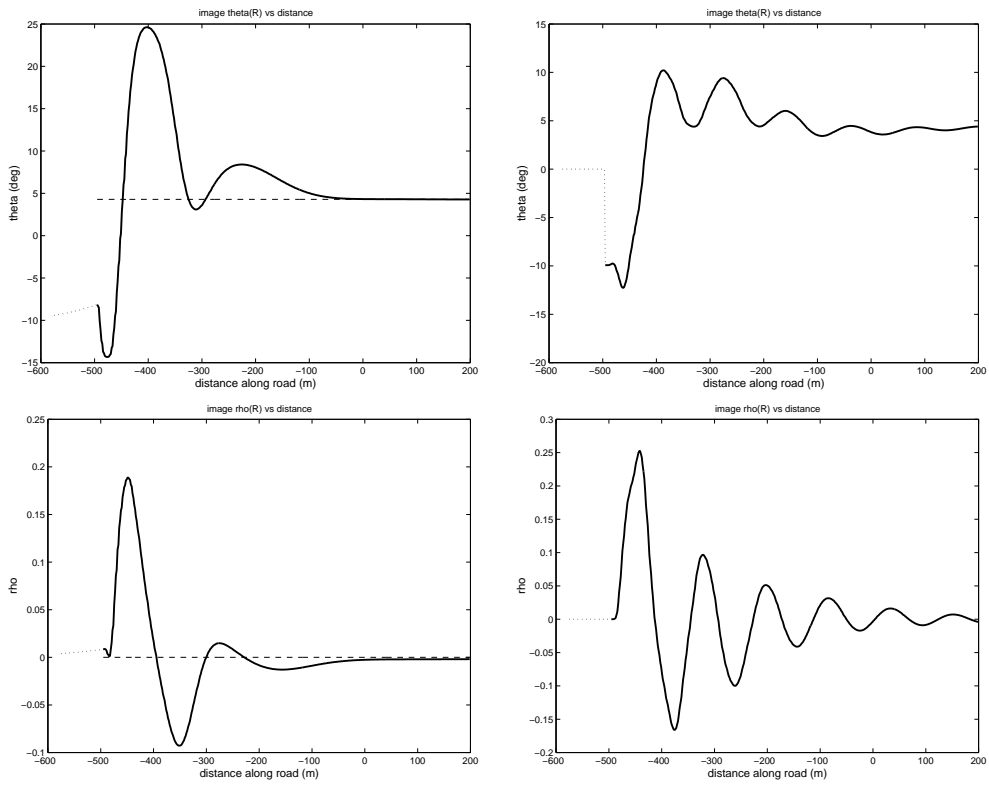 image theta(R) vs distance
theta (deg)
25
20
15
10
5
0
−5
−10
−15
−600 −500 −400 −300 −200 −100 0 100 200
distance along road (m)
image theta(R) vs distance
theta (deg)
15
10
5
0
−5
−10
−15
−20
−600 −500 −400 −300 −200 −100 0 100 200
distance along road (m)
image rho(R) vs distance
rho
0.25
0.2
0.15
0.1
0.05
0
−0.05
−0.1
−600 −500 −400 −300 −200 −100 0 100 200
distance along road (m)
image rho(R) vs distance
rho
0.3
0.25
0.2
0.15
0.1
0.05
0
−0.05
−0.1
−0.15
−0.2
−600 −500 −400 −300 −200 −100 0 100 200
distance along road (m)